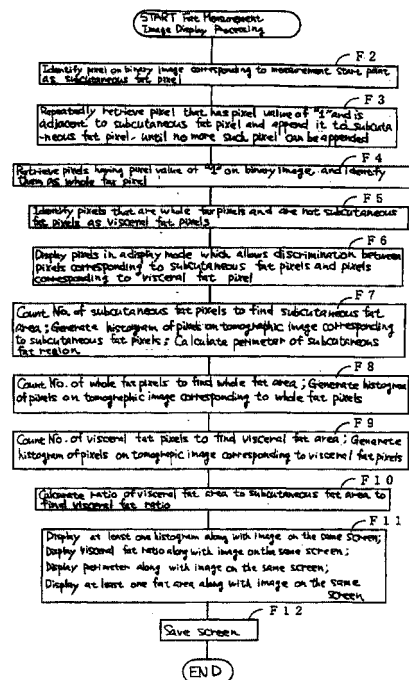 START Fat Measurement
Image Display Processing
F 2
Identify pixel on binary image corresponding to measurement start point
as subcutaneous fat pixel
F 3
Repeatedly retrieve pixel that has pixel value of "1" and is
adjacent to subcutaneous fat pixel and append it to subcuta-
neous fat pixel, until no more such pixel can be appended
F 4
Retrieve pixels having pixel value of "1" on binary image, and identify
them as whole fat pixel
F 5
Identify pixels that are whole fat pixels and are not subcutaneous
fat pixels as visceral fat pixels
F 6
Display pixels in a display mode which allows discrimination between
pixels corresponding to subcutaneous fat pixels and pixels
corresponding to visceral fat pixel
F 7
Count No. of subcutaneous fat pixels to find subcutaneous fat
area; Generate histogram of pixels on tomographic image corresponding
to subcutaneous fat pixels; Calculate perimeter of subcutaneous
fat region
F 8
Count No. of whole fat pixels to find whole fat area; Generate histogram
of pixels on tomographic image corresponding to whole fat pixels
F 9
Count No. of visceral fat pixels to find visceral fat area; Generate
histogram of pixels on tomograpic image corresponding to visceral fat pixels
F 10
Calculate ratio of visceral fat area to subcutaneous fat area to
find visceral fat ratio
F 11
Display at least one histogram along with image on the same screen;
Display visceral fat ratio along with image on the same screen;
Display perimeter along with image on the same screen;
Display at least one fat area along with image on the same
screen
F 12
Save screen
END